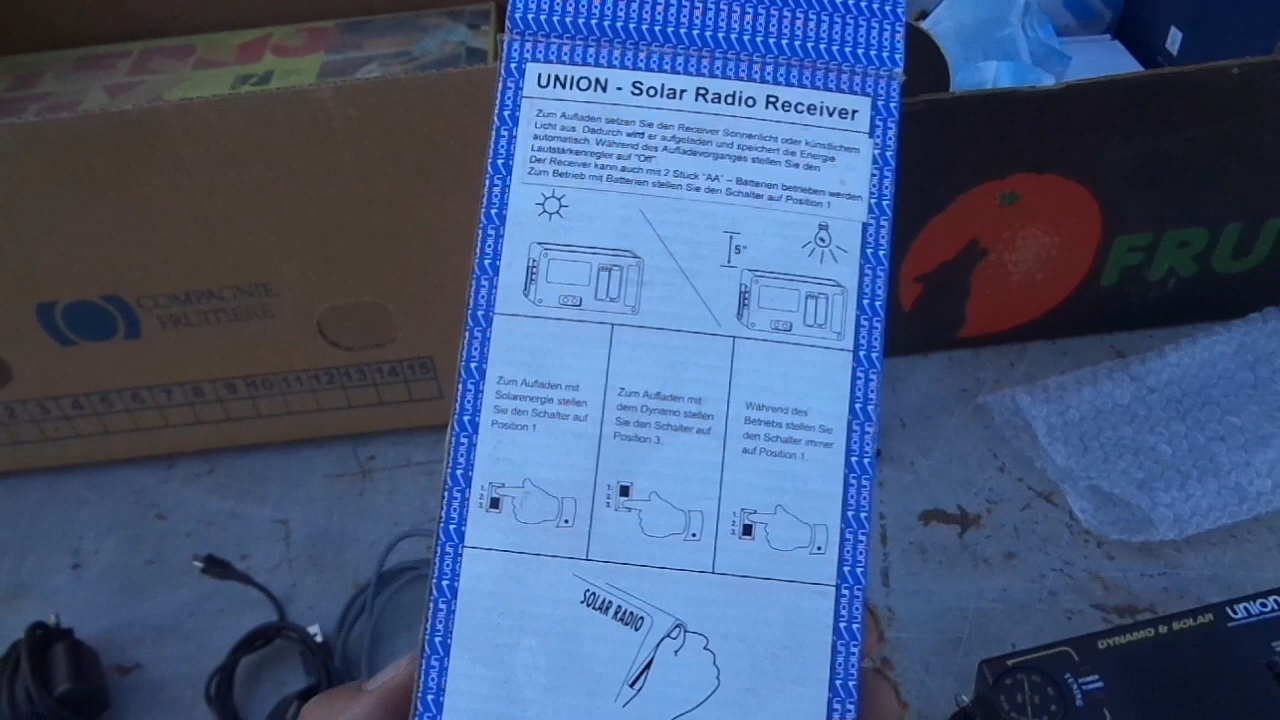 UNION - Solar Radio Receiver
Zum Aufladen setzen Sie den Receiver Sonnenlicht oder künstlichem
Licht aus. Dadurch wird er aufgeladen und speichert die Energie
automatisch. Während des Aufladevorganges stellen Sie den
Lautstärkenregler auf "Off".
Der Receiver kann auch mit 2 Stück "AA" – Batterien betrieben werden
Zum Betrieb mit Batterien stellen Sie den Schalter auf Position 1
5"
Zum Aufladen mit
Solarenergie stellen
Sie den Schalter auf
Position 1.
Zum Aufladen mit
dem Dynamo stellen
Sie den Schalter auf
Position 3.
Während des
Betriebs stellen Sie
den Schalter immer
auf Position 1.
1.
2.
3.
1.
2.
3.
1.
2.
3.
SOLAR RADIO
COMPAGNIE
FRUITIERE
2 3 4 5 6 7 8 9 10 11 12 13 14 15
FRU
DYNAMO & SOLAR
UNION
TUNING